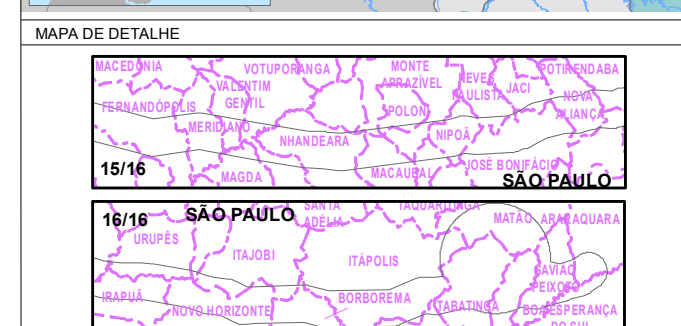 MAPA DE DETALHE
MACEDÔNIA
VOTUPORANGA
MONTE
APRAZÍVEL
NEVES
PAULISTA
JACI
POTIRENDABA
VALENTIM
GENTIL
FERNANDÓPOLIS
POLONI
NOVA
ALIANÇA
MERIDIANO
NHANDEARA
NIPOÃ
15/16
MAGDA
MACAUBAL
JOSÉ BONIFÁCIO
SÃO PAULO
16/16
SÃO PAULO
SANTA
ADÉLIA
TAQUARITINGA
MATÃO
ARARAQUARA
URUPÊS
ITAJOBI
ITÁPOLIS
GAVIÃO
PEIXOTO
IRAPUÃ
NOVO HORIZONTE
BORBOREMA
TABATINGA
BOA ESPERANÇA
DO SUL